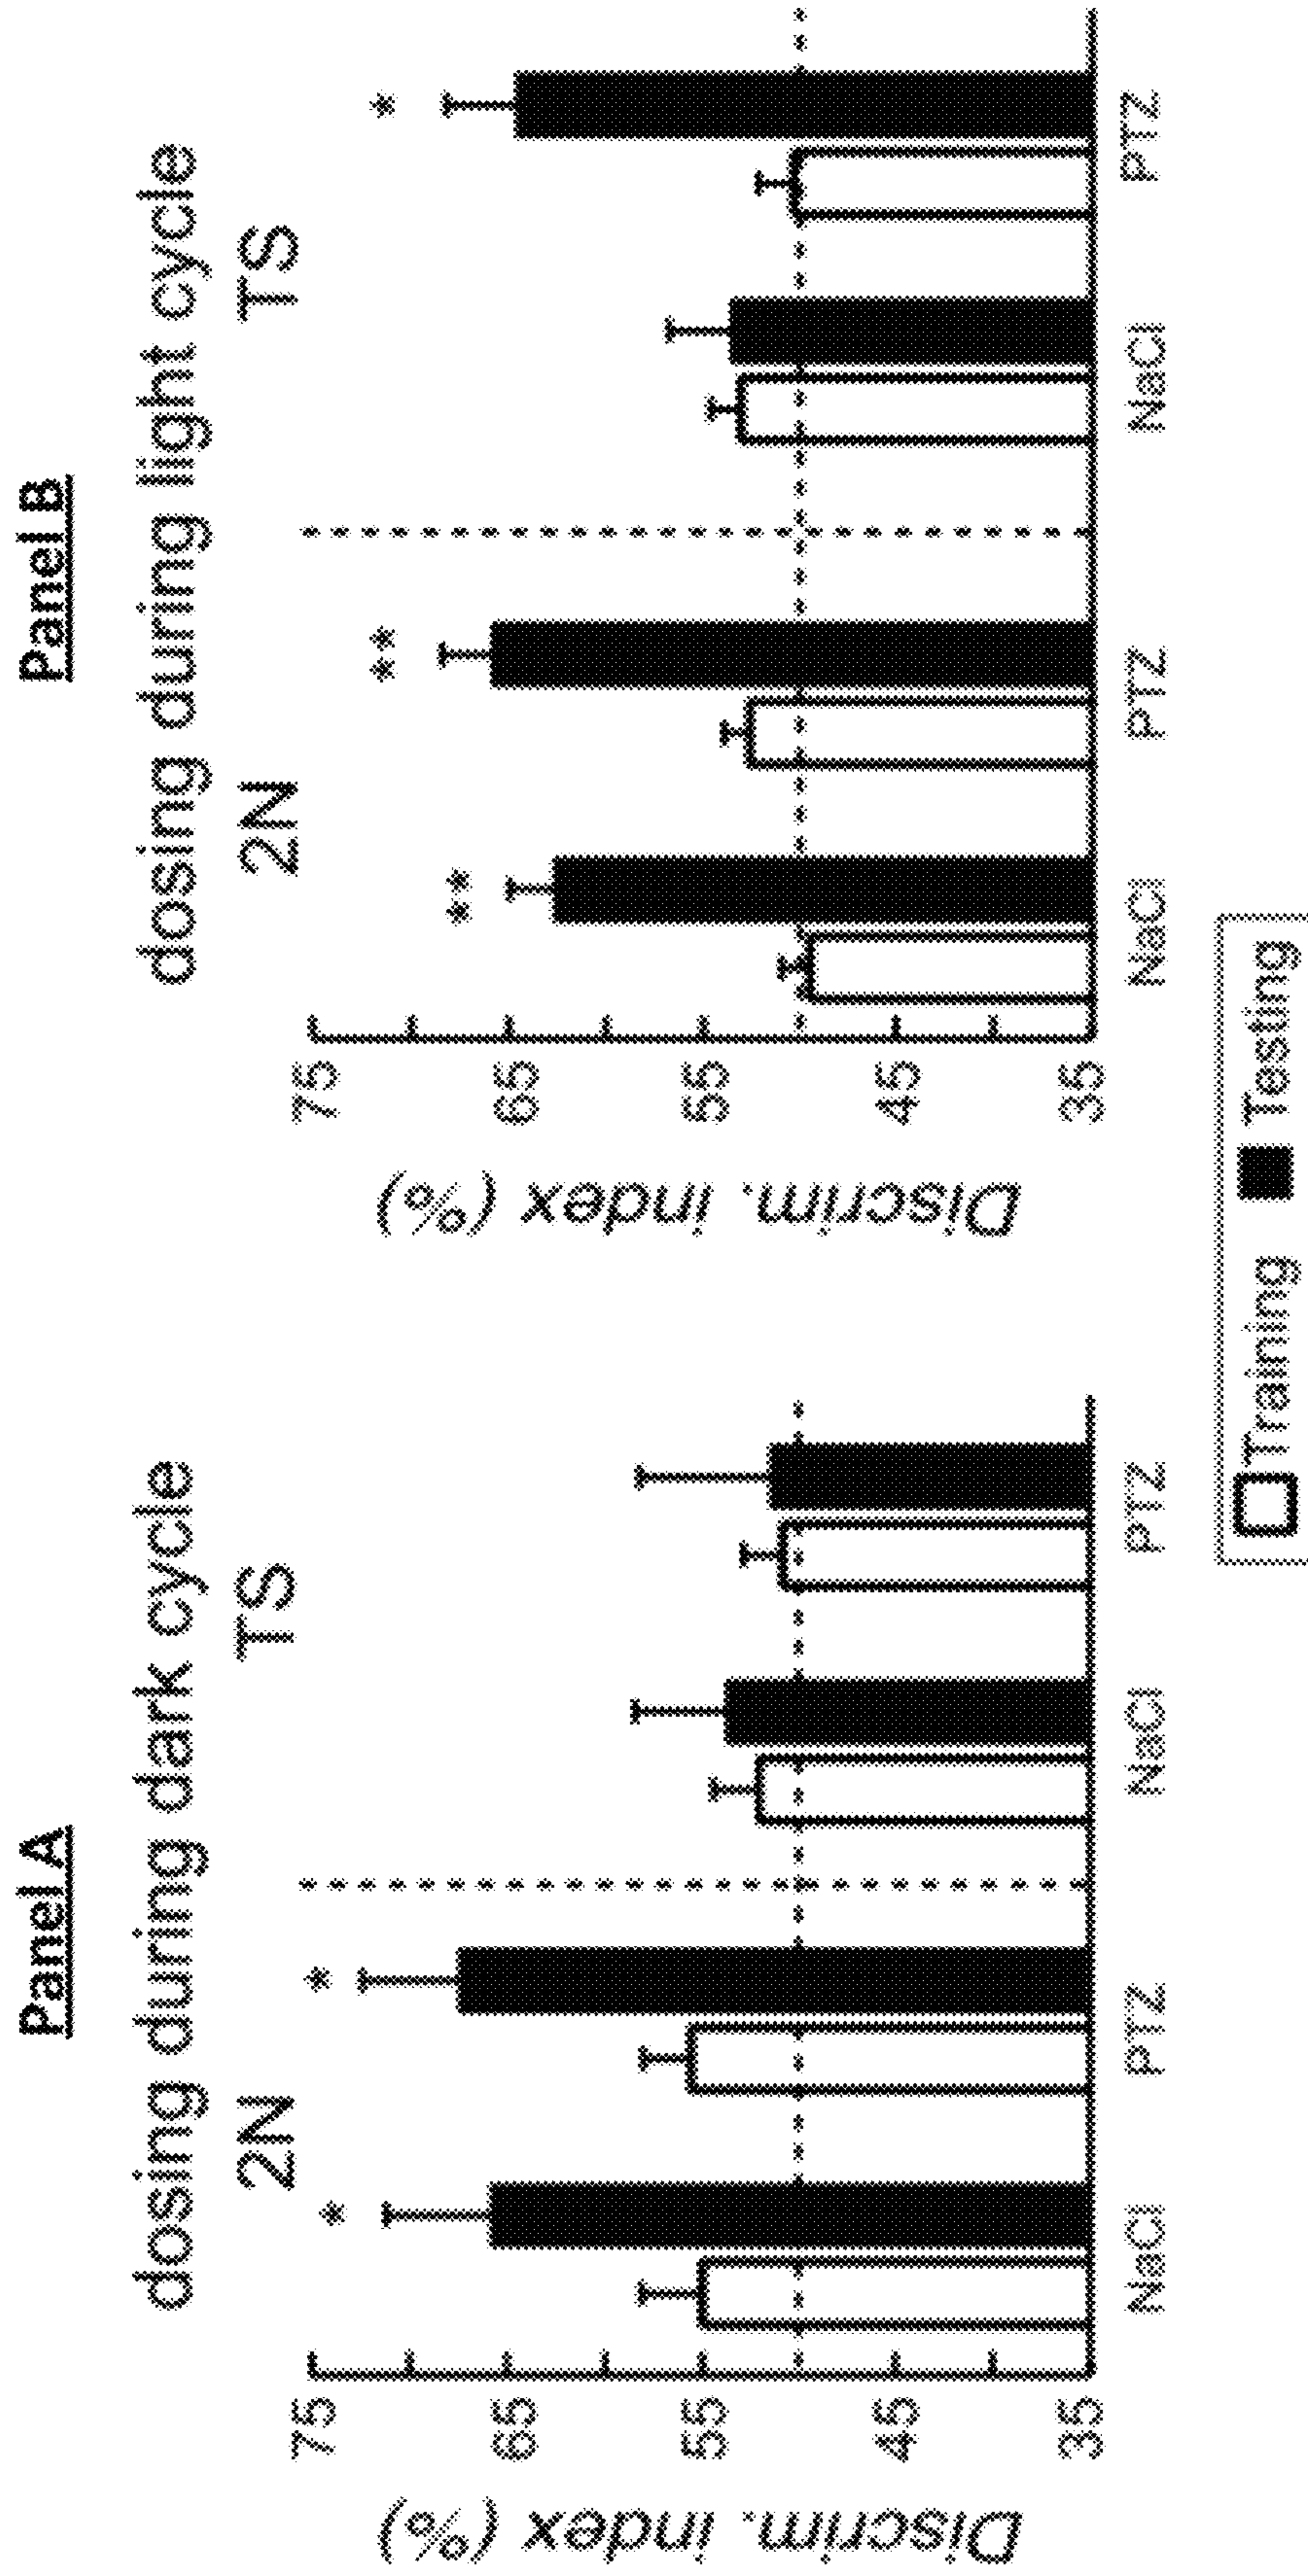 Panel A
dosing during dark cycle
2N TS
Discrim. index (%)
75
65
55
45
35
* * 
NaCl PTZ NaCl PTZ
Panel B
dosing during light cycle
2N TS
Discrim. index (%)
75
65
55
45
35
** ** *
NaCl PTZ NaCl PTZ
Training Testing